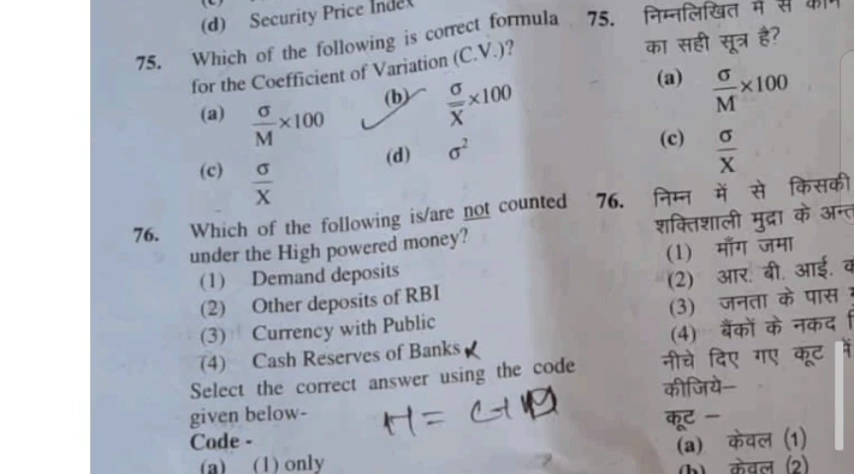 (d) Security Price Index
75. Which of the following is correct formula
for the Coefficient of Variation (C.V.)?
(a) σ/M ×100
(b) σ/X̄ ×100
(c) σ/X
(d) σ²
76. Which of the following is/are not counted
under the High powered money?
(1) Demand deposits
(2) Other deposits of RBI
(3) Currency with Public
(4) Cash Reserves of Banks
Select the correct answer using the code
given below-
Code -
(a) (1) only
75. निम्नलिखित में से
का सही सूत्र है?
(a) σ/M ×100
(c) σ/X
76. निम्न में से किसकी
शक्तिशाली मुद्रा के
(1) माँग जमा
(2) आर. बी. आई.
(3) जनता के पास
(4) बैंकों के नकद
नीचे दिए गए कूट
कीजिये–
कूट –
(a) केवल (1)
(b) केवल (2)